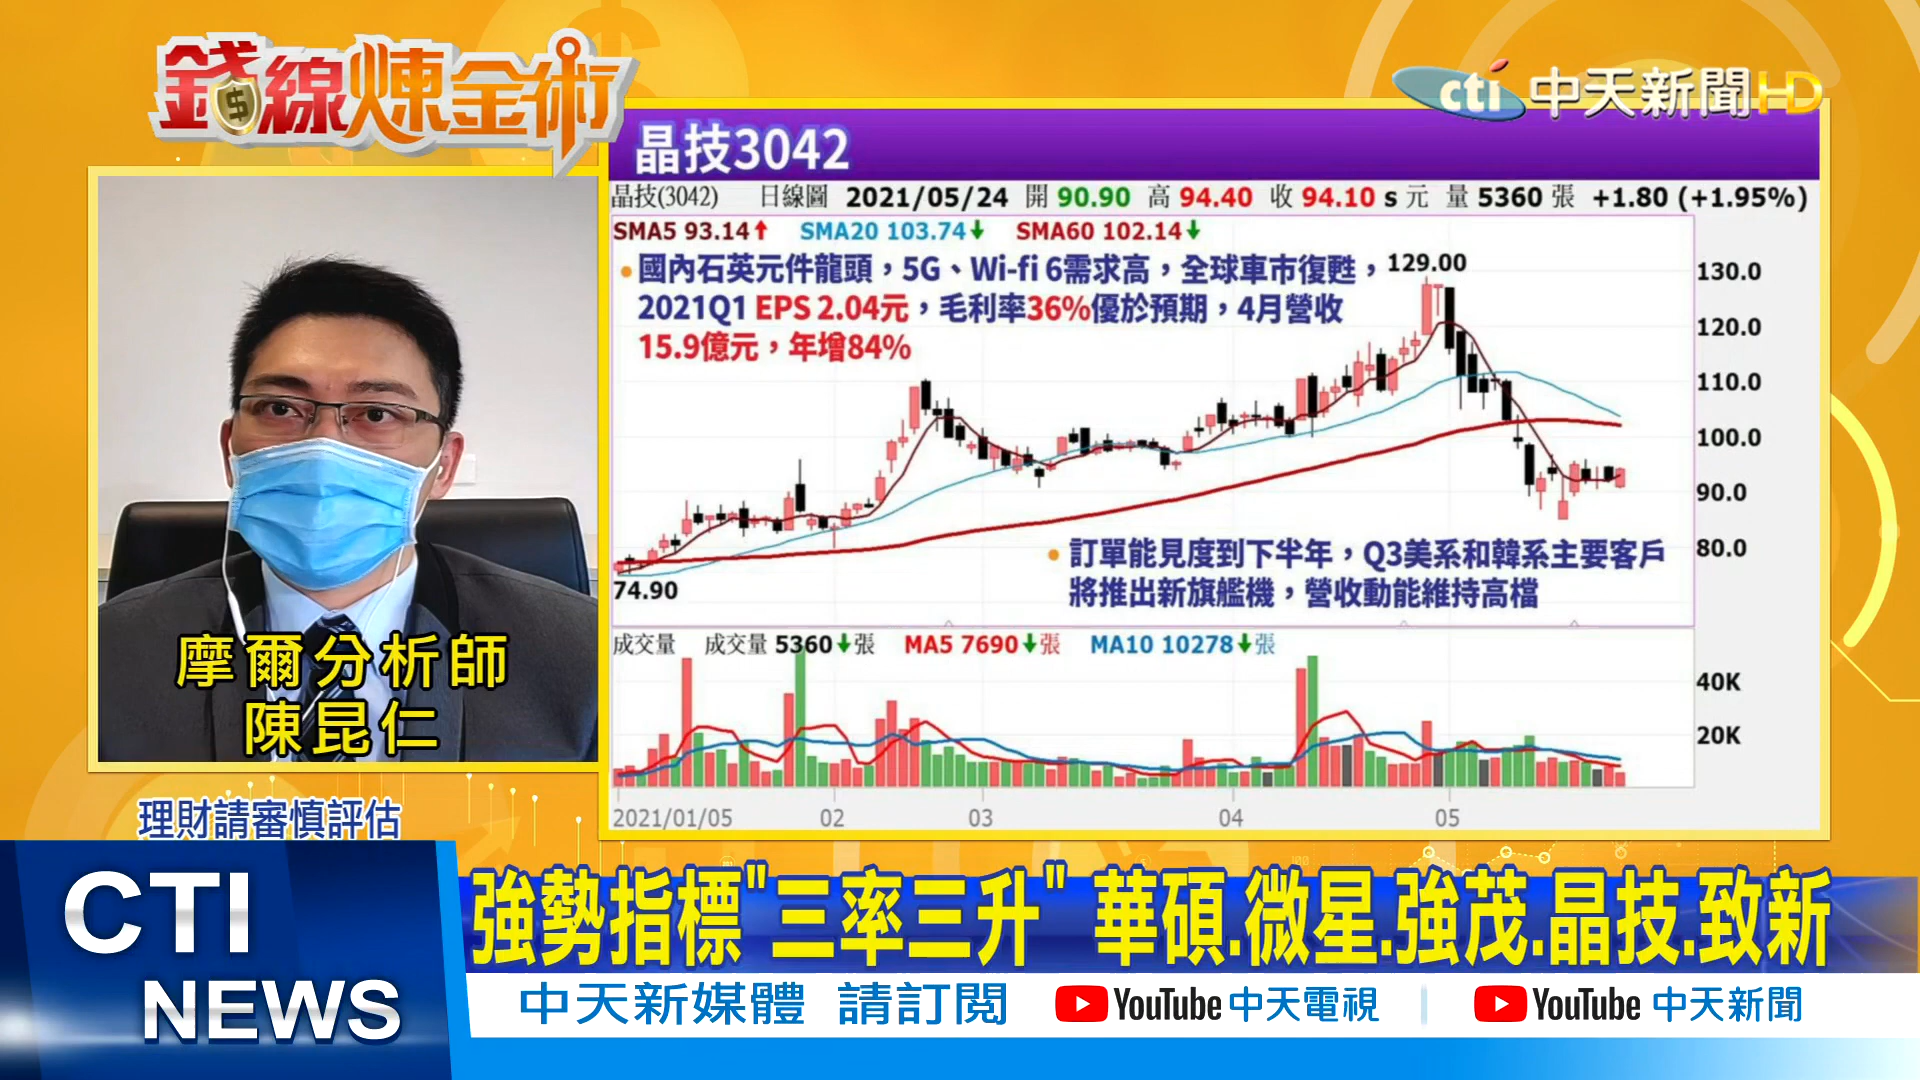 錢線煉金術
cti 中天新聞HD
晶技3042
晶技(3042) 日線圖 2021/05/24 開 90.90 高 94.40 收 94.10 s 元 量 5360 張 +1.80 (+1.95%)
SMA5 93.14↑ SMA20 103.74↓ SMA60 102.14↓
國內石英元件龍頭，5G、Wi-fi 6需求高，全球車市復甦，
2021Q1 EPS 2.04元，毛利率36%優於預期，4月營收
15.9億元，年增84%
129.00
130.0
120.0
110.0
100.0
90.0
80.0
訂單能見度到下半年，Q3美系和韓系主要客戶
將推出新旗艦機，營收動能維持高檔
74.90
成交量 成交量 5360↓張 MA5 7690↓張 MA10 10278↓張
40K
20K
2021/01/05 02 03 04 05
摩爾分析師
陳昆仁
理財請審慎評估
CTI
NEWS
強勢指標"三率三升" 華碩.微星.強茂.晶技.致新
中天新媒體 請訂閱 YouTube 中天電視 | YouTube 中天新聞